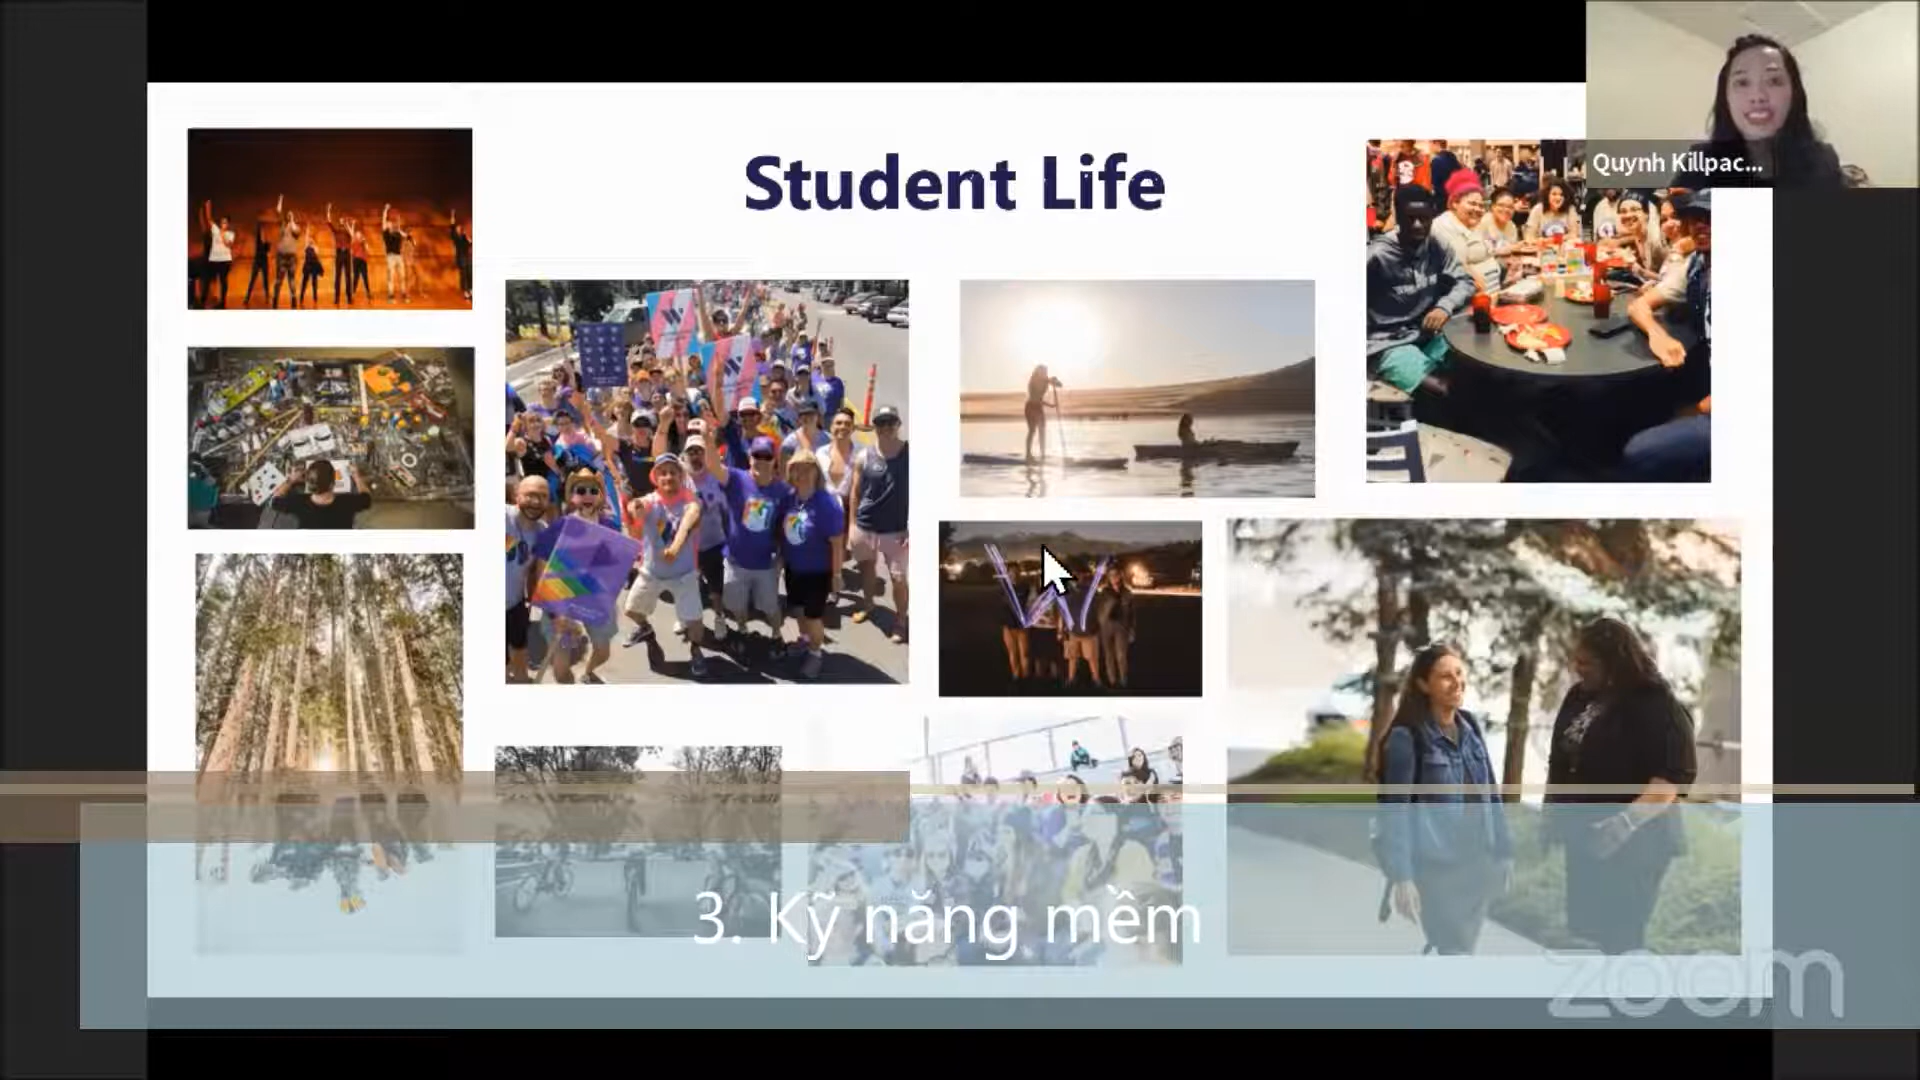 Student Life
Quynh Killpac...
W
3. Kỹ năng mềm
zoom